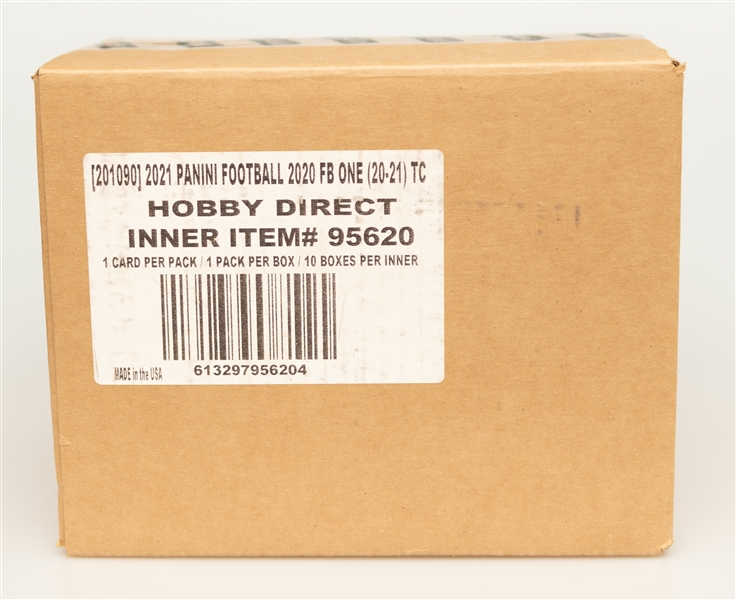 [201090] 2021 PANINI FOOTBALL 2020 FB ONE (20-21) TC
HOBBY DIRECT
INNER ITEM# 95620
1 CARD PER PACK / 1 PACK PER BOX / 10 BOXES PER INNER
MADE in the USA
613297956204